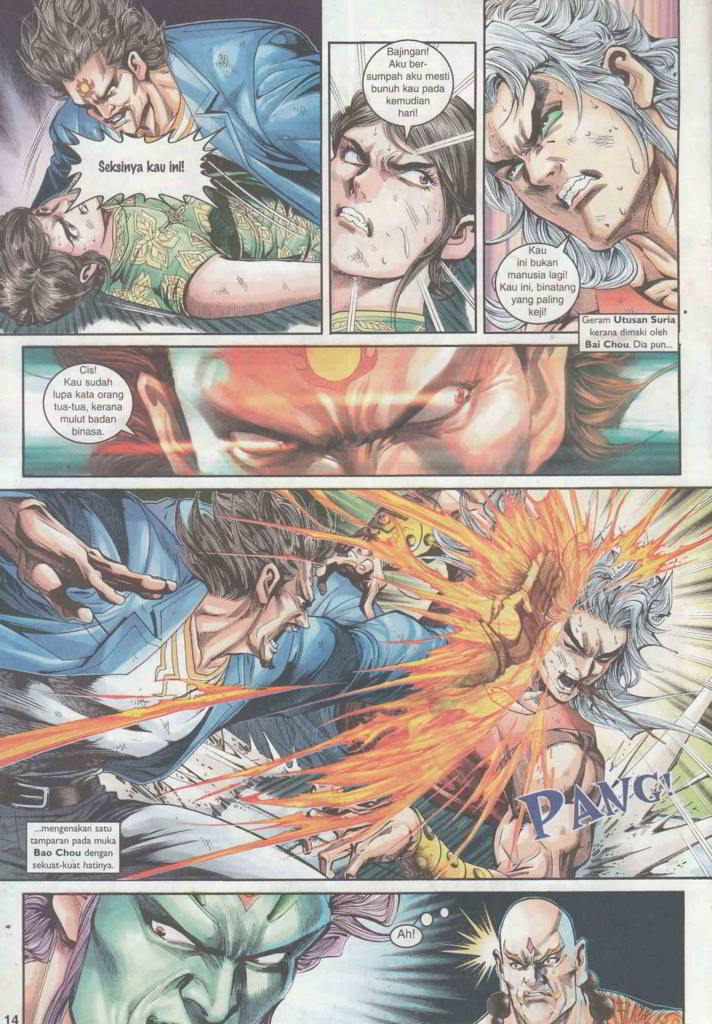 Seksinya kau ini!
Bajingan!
Aku ber-
sumpah aku mesti
bunuh kau pada
kemudian
hari!
Kau
ini bukan
manusia lagi!
Kau ini, binatang
yang paling
keji!
Geram Utusan Suria
kerana dimaki oleh
Bai Chou. Dia pun...
Cis!
Kau sudah
lupa kata orang
tua-tua, kerana
mulut badan
binasa.
...mengenakan satu
tamparan pada muka
Bao Chou dengan
sekuat-kuat hatinya.
PANG!
Ah!
14